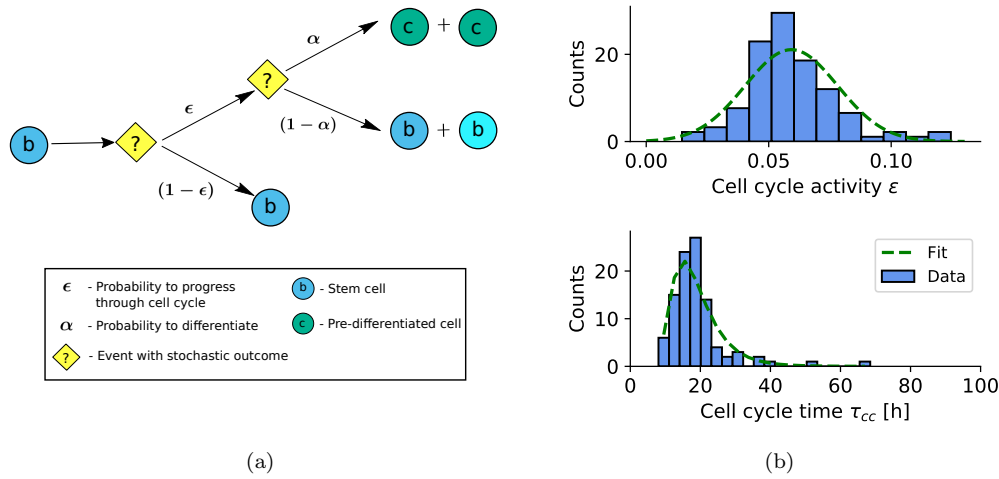 b
?
ϵ
(1 − ϵ)
b
?
α
(1 − α)
c + c
b + b
ϵ - Probability to progress
through cell cycle
α - Probability to differentiate
? - Event with stochastic outcome
b - Stem cell
c - Pre-differentiated cell
(a)
Counts
20
0
0.00 0.05 0.10
Cell cycle activity ε
Counts
20
10
0
0 20 40 60 80 100
Cell cycle time τcc [h]
Fit
Data
(b)